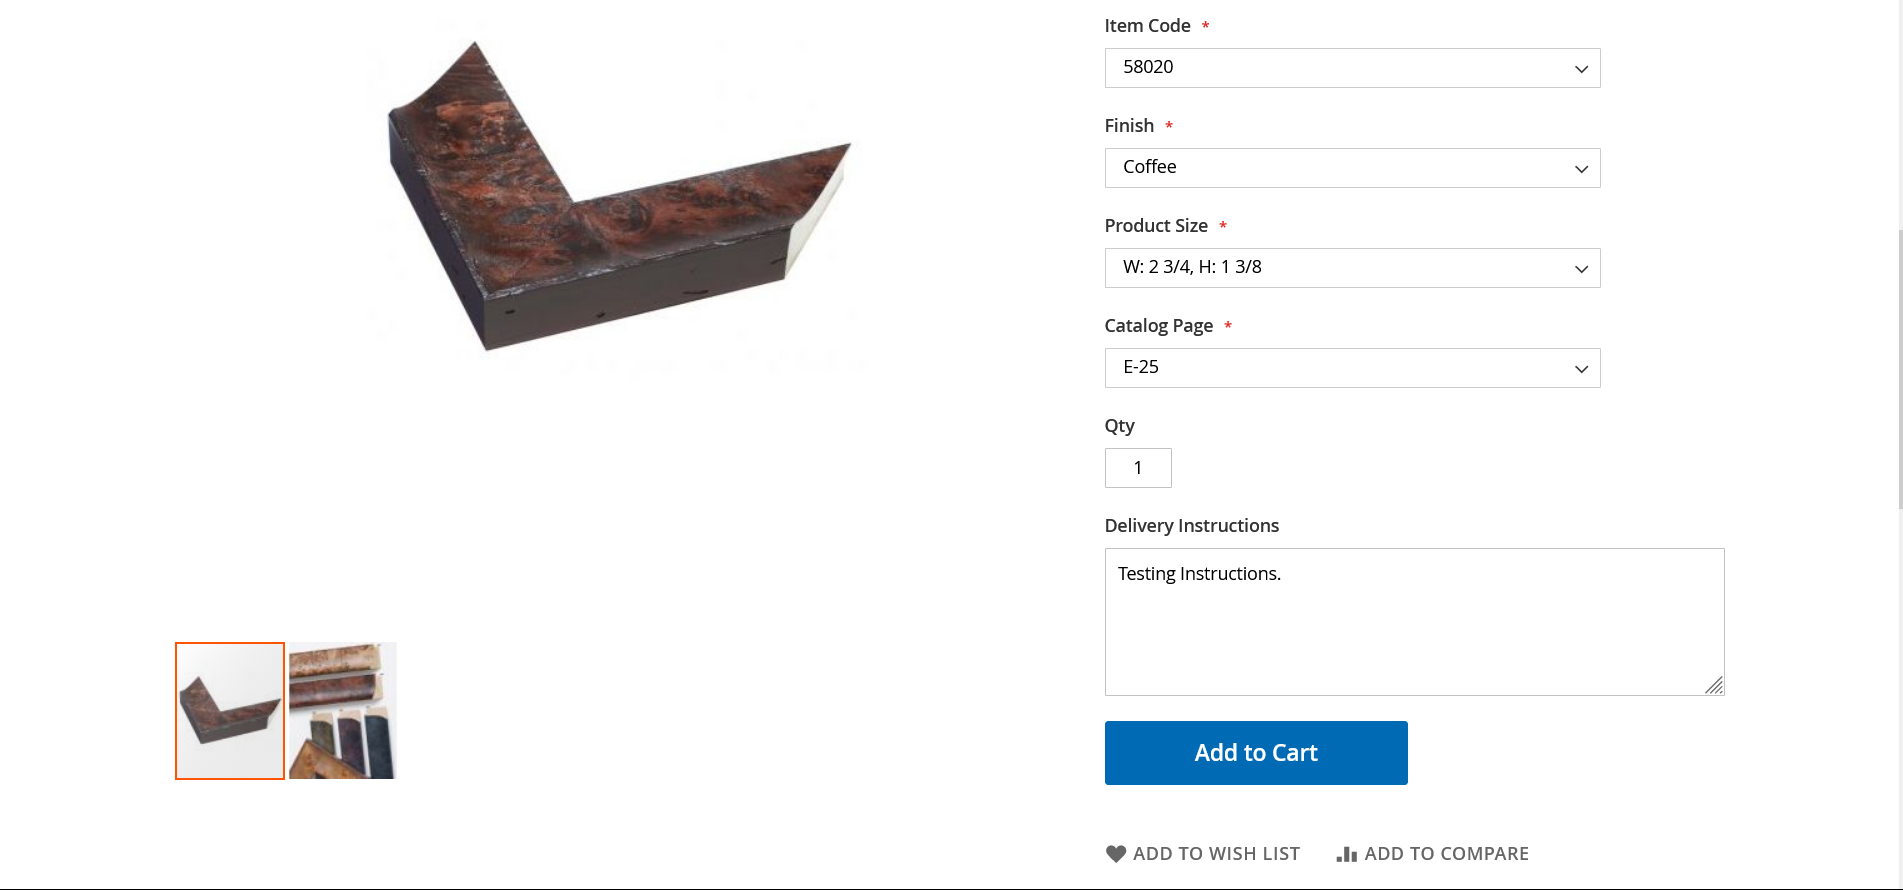 Item Code *
58020
Finish *
Coffee
Product Size *
W: 2 3/4, H: 1 3/8
Catalog Page *
E-25
Qty
1
Delivery Instructions
Testing Instructions.
Add to Cart
ADD TO WISH LIST ADD TO COMPARE